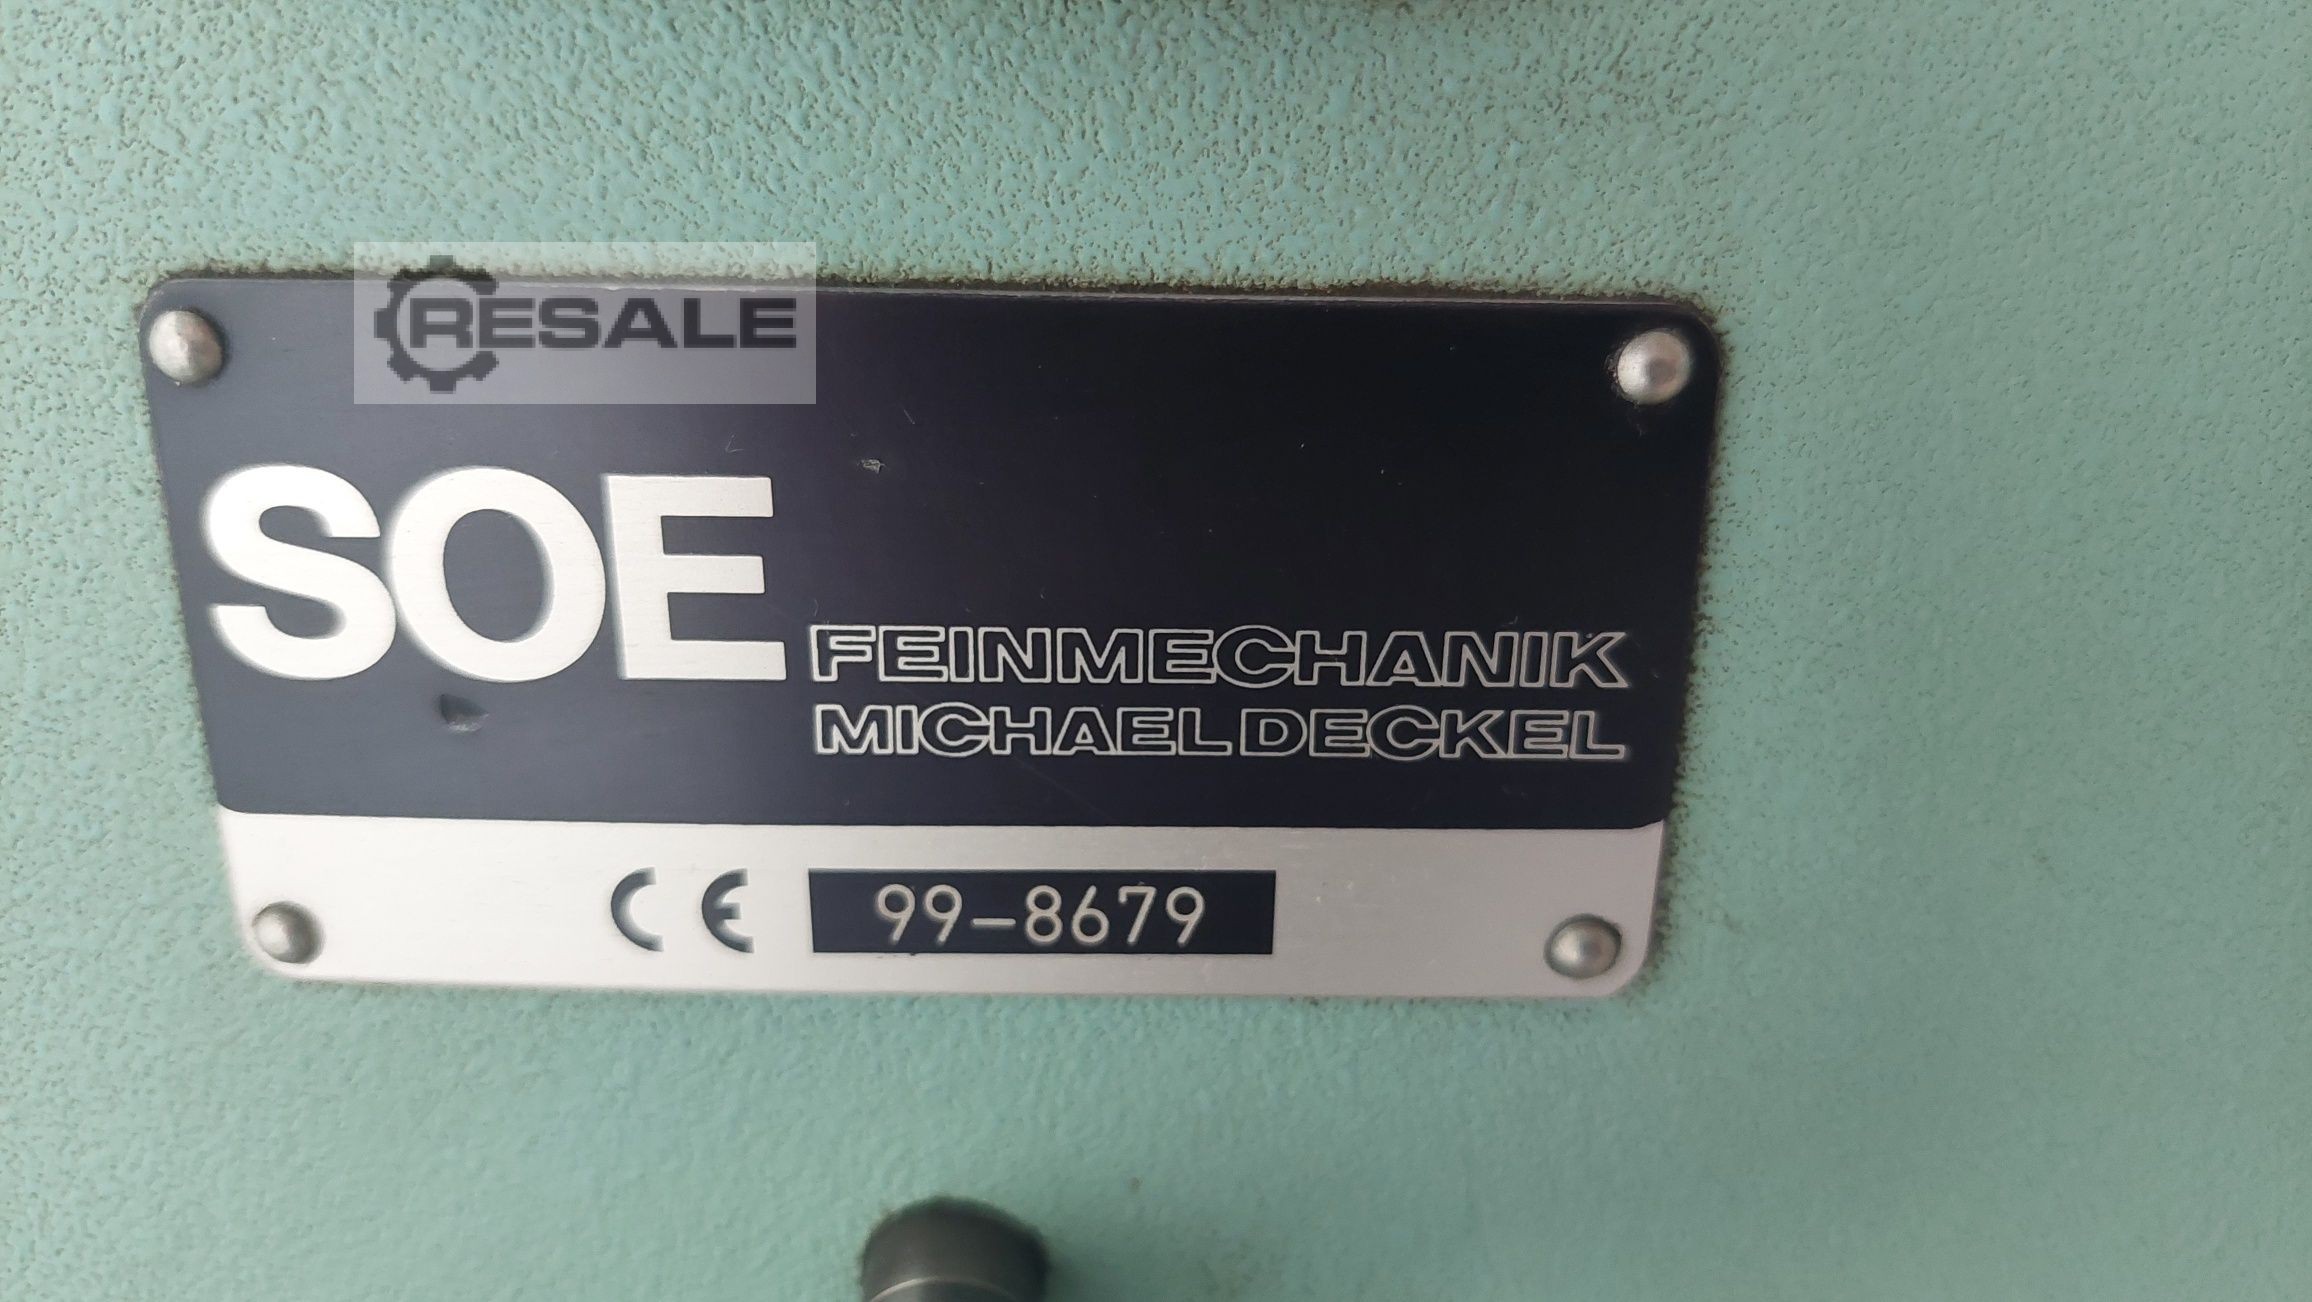 RESALE
SOE FEINMECHANIK
MICHAEL DECKEL
CE 99-8679